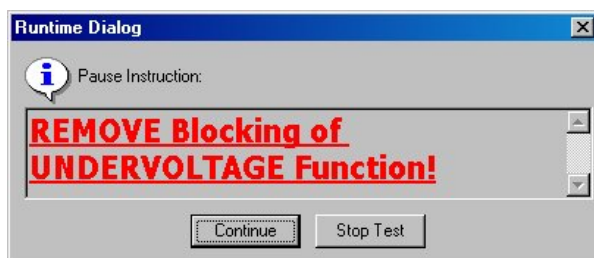 Runtime Dialog
Pause Instruction:
REMOVE Blocking of
UNDERVOLTAGE Function!
Continue
Stop Test